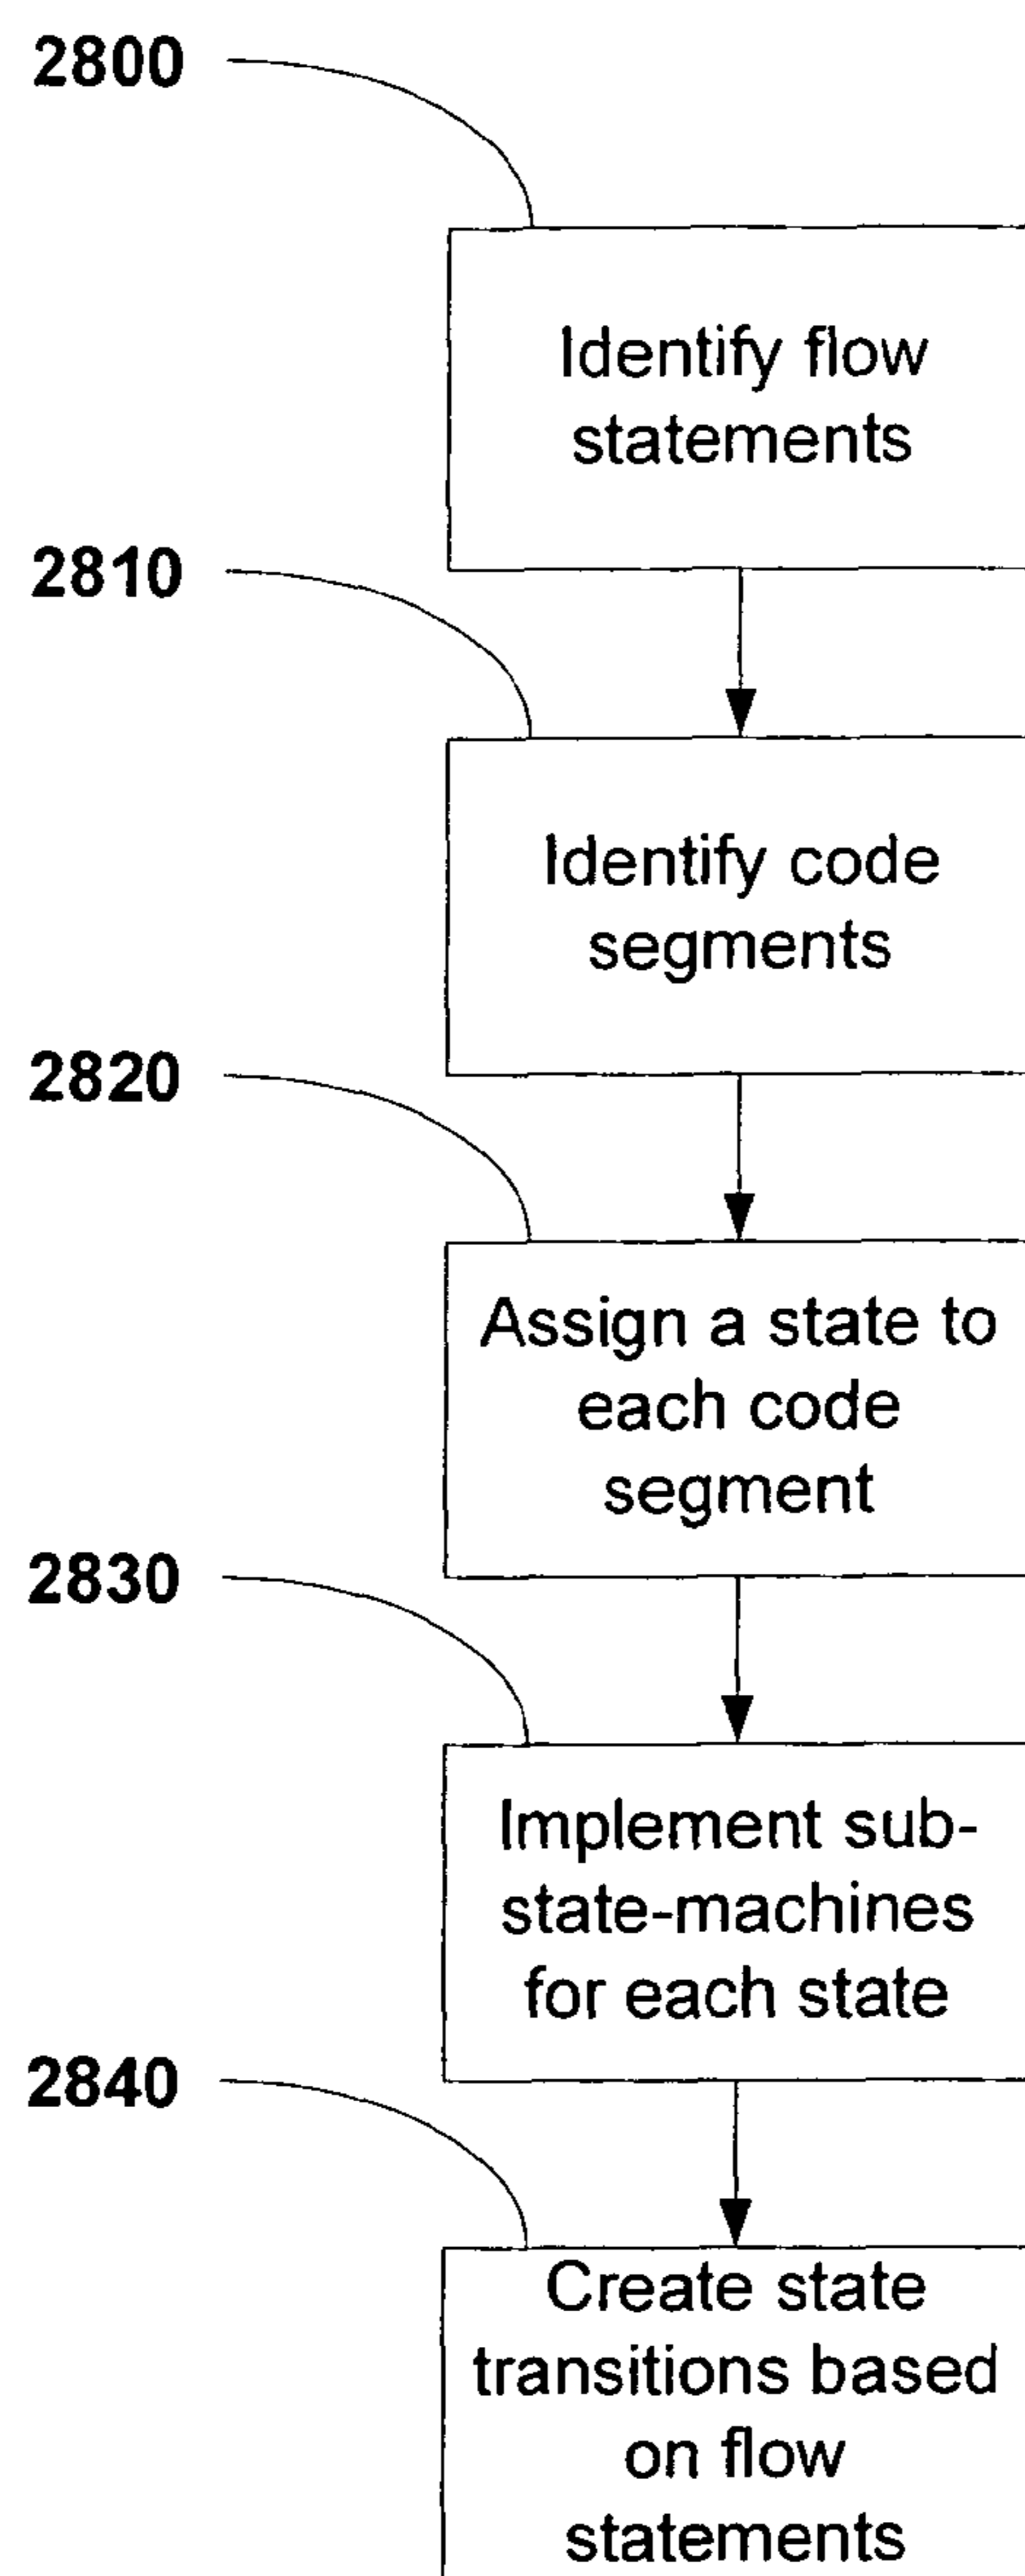 2800
Identify flow
statements
2810
Identify code
segments
2820
Assign a state to
each code
segment
2830
Implement sub-
state-machines
for each state
2840
Create state
transitions based
on flow
statements